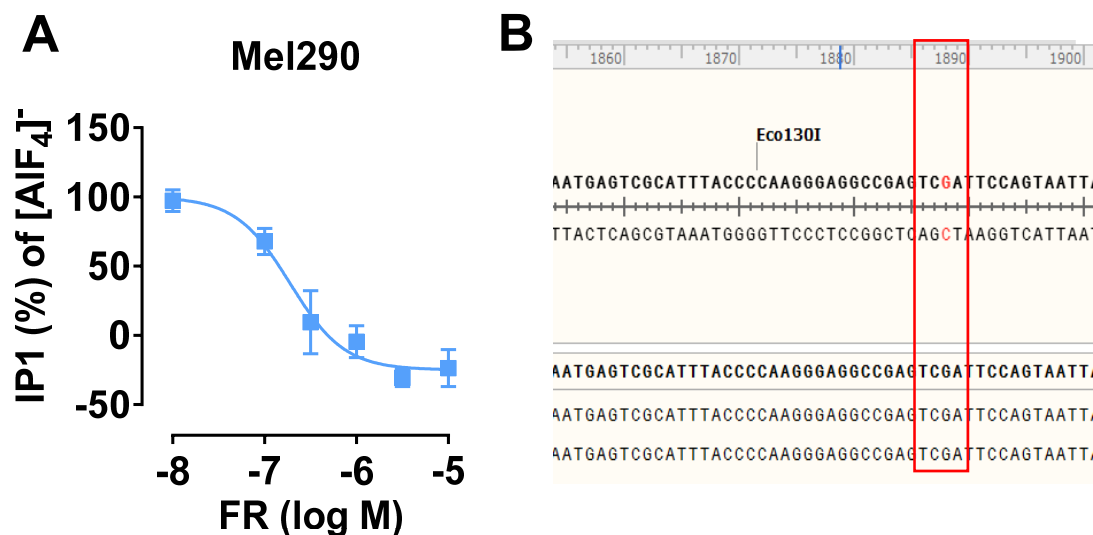 A
Mel290
IP1 (%) of [AlF4]-
150
100
50
0
-50
-8 -7 -6 -5
FR (log M)
B
1860 1870 1880 1890 1900
Eco130I
AATGAGTCGCATTTACCCCAAGGGAGGCCGAGTCGATTCCAGTAATTA
TTACTCAGCGTAAATGGGGTTCCCTCCGGCTCAGCTAAGGTCATTAAT
AATGAGTCGCATTTACCCCAAGGGAGGCCGAGTCGATTCCAGTAATTA
AATGAGTCGCATTTACCCCAAGGGAGGCCGAGTCGATTCCAGTAATTA
AATGAGTCGCATTTACCCCAAGGGAGGCCGAGTCGATTCCAGTAATTA